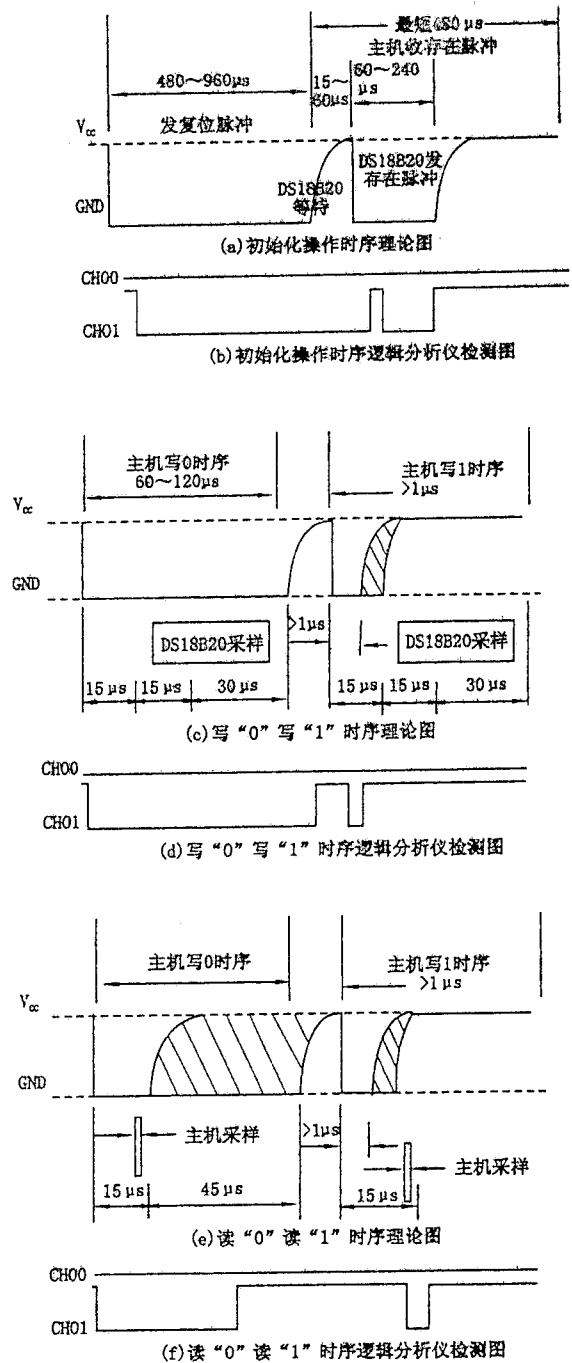 最短480μs
主机收存在脉冲
480～960μs
15～
60μs
60～240
μs
Vcc
发复位脉冲
DS18B20
等待
DS18B20发
存在脉冲
GND
(a)初始化操作时序理论图
CH00
CH01
(b)初始化操作时序逻辑分析仪检测图
主机写0时序
60～120μs
主机写1时序
>1μs
Vcc
GND
DS18B20采样
>1μs
DS18B20采样
15μs
15μs
30μs
15μs
15μs
30μs
(c)写“0”写“1”时序理论图
CH00
CH01
(d)写“0”写“1”时序逻辑分析仪检测图
主机写0时序
主机写1时序
>1μs
Vcc
GND
主机采样
>1μs
主机采样
15μs
45μs
15μs
(e)读“0”读“1”时序理论图
CH00
CH01
(f)读“0”读“1”时序逻辑分析仪检测图